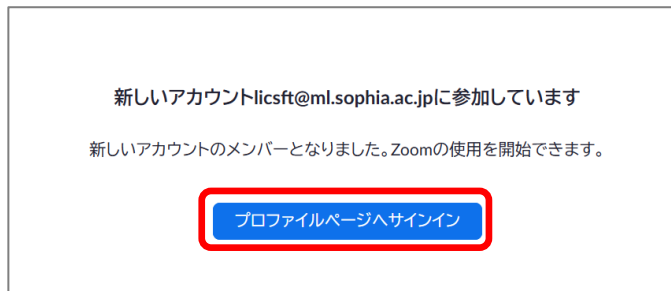 新しいアカウントlicsft@ml.sophia.ac.jpに参加しています
新しいアカウントのメンバーとなりました。Zoomの使用を開始できます。
プロファイルページへサインイン